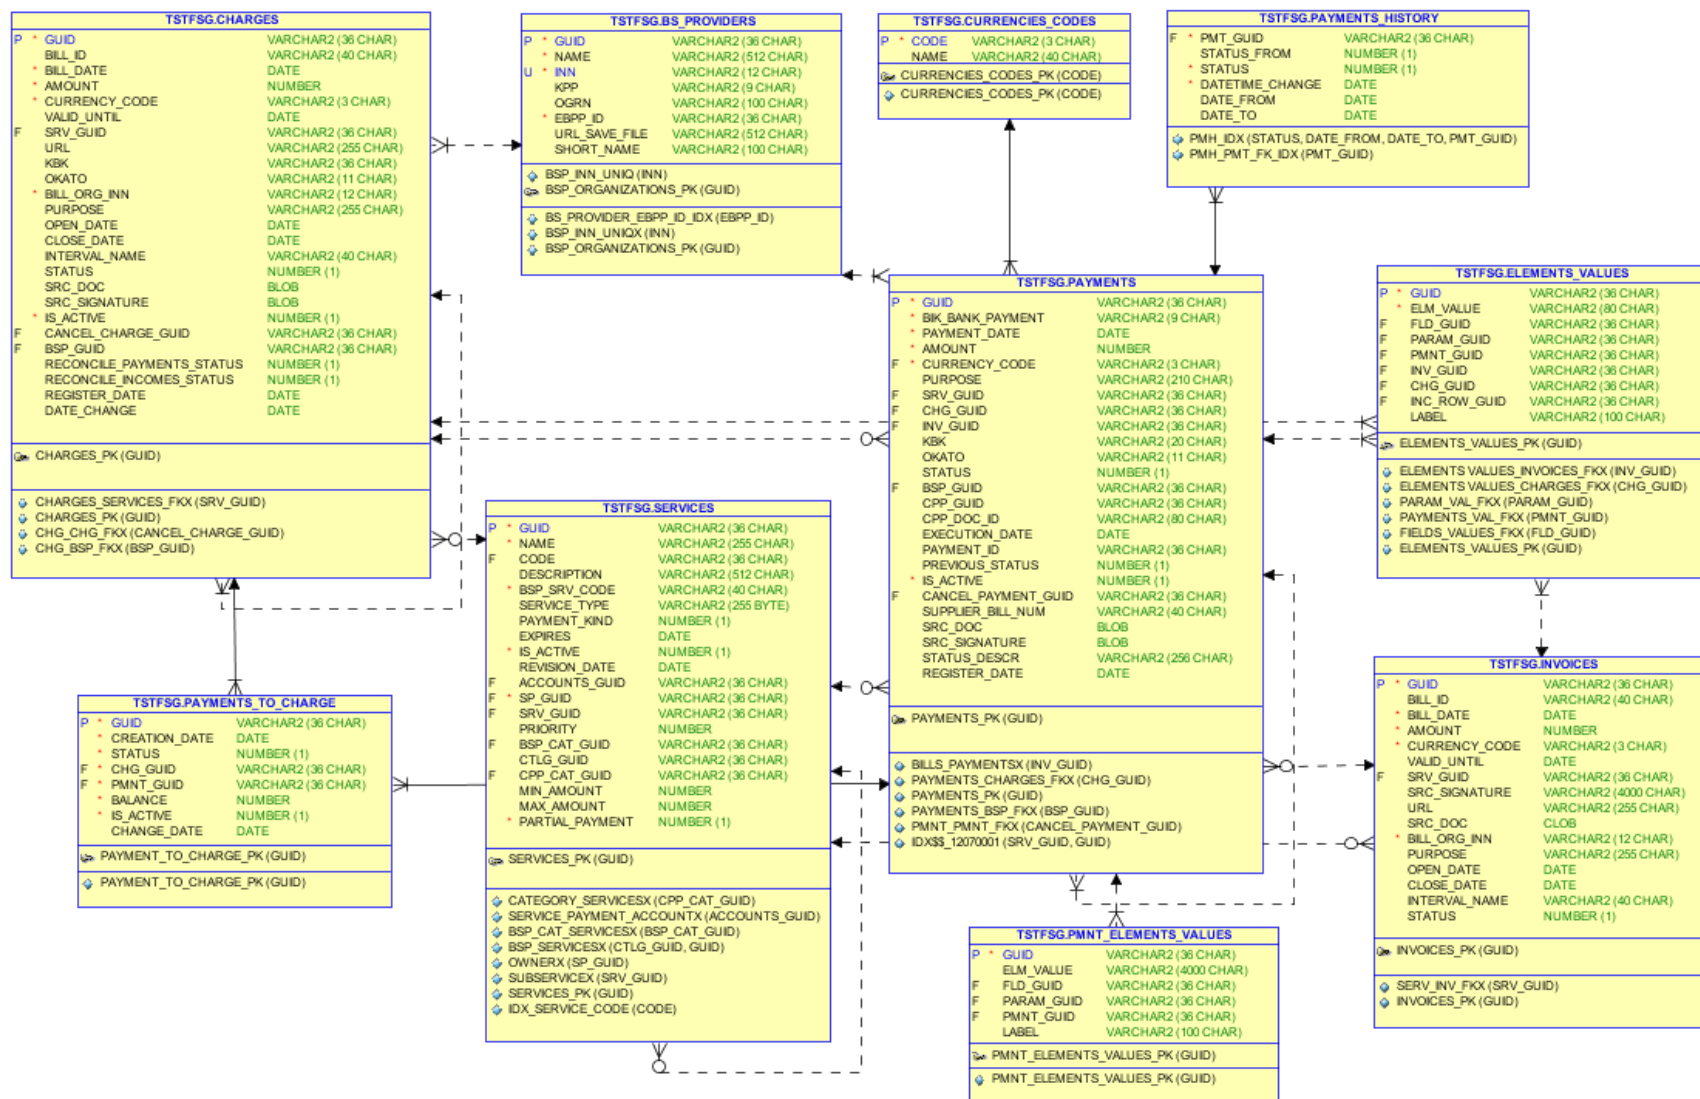 TSTFSG.CHARGES
P * GUID VARCHAR2 (36 CHAR)
BILL_ID VARCHAR2 (40 CHAR)
* BILL_DATE DATE
* AMOUNT NUMBER
* CURRENCY_CODE VARCHAR2 (3 CHAR)
VALID_UNTIL DATE
F SRV_GUID VARCHAR2 (36 CHAR)
URL VARCHAR2 (255 CHAR)
KBK VARCHAR2 (36 CHAR)
OKATO VARCHAR2 (11 CHAR)
* BILL_ORG_INN VARCHAR2 (12 CHAR)
PURPOSE VARCHAR2 (255 CHAR)
OPEN_DATE DATE
CLOSE_DATE DATE
INTERVAL_NAME VARCHAR2 (40 CHAR)
STATUS NUMBER (1)
SRC_DOC BLOB
SRC_SIGNATURE BLOB
* IS_ACTIVE NUMBER (1)
F CANCEL_CHARGE_GUID VARCHAR2 (36 CHAR)
F BSP_GUID VARCHAR2 (36 CHAR)
RECONCILE_PAYMENTS_STATUS NUMBER (1)
RECONCILE_INCOMES_STATUS NUMBER (1)
REGISTER_DATE DATE
DATE_CHANGE DATE
CHARGES_PK (GUID)
CHARGES_SERVICES_FKX (SRV_GUID)
CHARGES_PK (GUID)
CHG_CHG_FKX (CANCEL_CHARGE_GUID)
CHG_BSP_FKX (BSP_GUID)
TSTFSG.BS_PROVIDERS
P * GUID VARCHAR2 (36 CHAR)
* NAME VARCHAR2 (512 CHAR)
U * INN VARCHAR2 (12 CHAR)
KPP VARCHAR2 (9 CHAR)
OGRN VARCHAR2 (100 CHAR)
* EBPP_ID VARCHAR2 (36 CHAR)
URL_SAVE_FILE VARCHAR2 (512 CHAR)
SHORT_NAME VARCHAR2 (100 CHAR)
BSP_INN_UNIQ (INN)
BSP_ORGANIZATIONS_PK (GUID)
BS_PROVIDER_EBPP_ID_IDX (EBPP_ID)
BSP_INN_UNIQX (INN)
BSP_ORGANIZATIONS_PK (GUID)
TSTFSG.CURRENCIES_CODES
P * CODE VARCHAR2 (3 CHAR)
NAME VARCHAR2 (40 CHAR)
CURRENCIES_CODES_PK (CODE)
CURRENCIES_CODES_PK (CODE)
TSTFSG.PAYMENTS_HISTORY
F * PMT_GUID VARCHAR2 (36 CHAR)
STATUS_FROM NUMBER (1)
* STATUS NUMBER (1)
* DATETIME_CHANGE DATE
DATE_FROM DATE
DATE_TO DATE
PMH_IDX (STATUS, DATE_FROM, DATE_TO, PMT_GUID)
PMH_PMT_FK_IDX (PMT_GUID)
TSTFSG.PAYMENTS
P * GUID VARCHAR2 (36 CHAR)
* BIK_BANK_PAYMENT VARCHAR2 (9 CHAR)
* PAYMENT_DATE DATE
* AMOUNT NUMBER
F * CURRENCY_CODE VARCHAR2 (3 CHAR)
PURPOSE VARCHAR2 (210 CHAR)
F SRV_GUID VARCHAR2 (36 CHAR)
F CHG_GUID VARCHAR2 (36 CHAR)
F INV_GUID VARCHAR2 (36 CHAR)
KBK VARCHAR2 (20 CHAR)
OKATO VARCHAR2 (11 CHAR)
STATUS NUMBER (1)
F BSP_GUID VARCHAR2 (36 CHAR)
CPP_GUID VARCHAR2 (36 CHAR)
CPP_DOC_ID VARCHAR2 (80 CHAR)
EXECUTION_DATE DATE
PAYMENT_ID VARCHAR2 (36 CHAR)
PREVIOUS_STATUS NUMBER (1)
* IS_ACTIVE NUMBER (1)
F CANCEL_PAYMENT_GUID VARCHAR2 (36 CHAR)
SUPPLIER_BILL_NUM VARCHAR2 (40 CHAR)
SRC_DOC BLOB
SRC_SIGNATURE BLOB
STATUS_DESCR VARCHAR2 (256 CHAR)
REGISTER_DATE DATE
PAYMENTS_PK (GUID)
BILLS_PAYMENTSX (INV_GUID)
PAYMENTS_CHARGES_FKX (CHG_GUID)
PAYMENTS_PK (GUID)
PAYMENTS_BSP_FKX (BSP_GUID)
PMNT_PMNT_FKX (CANCEL_PAYMENT_GUID)
IDX$$_12070001 (SRV_GUID, GUID)
TSTFSG.ELEMENTS_VALUES
P * GUID VARCHAR2 (36 CHAR)
* ELM_VALUE VARCHAR2 (80 CHAR)
F FLD_GUID VARCHAR2 (36 CHAR)
F PARAM_GUID VARCHAR2 (36 CHAR)
F PMNT_GUID VARCHAR2 (36 CHAR)
F INV_GUID VARCHAR2 (36 CHAR)
F CHG_GUID VARCHAR2 (36 CHAR)
F INC_ROW_GUID VARCHAR2 (36 CHAR)
LABEL VARCHAR2 (100 CHAR)
ELEMENTS_VALUES_PK (GUID)
ELEMENTS VALUES_INVOICES_FKX (INV_GUID)
ELEMENTS VALUES_CHARGES_FKX (CHG_GUID)
PARAM_VAL_FKX (PARAM_GUID)
PAYMENTS_VAL_FKX (PMNT_GUID)
FIELDS_VALUES_FKX (FLD_GUID)
ELEMENTS_VALUES_PK (GUID)
TSTFSG.SERVICES
P * GUID VARCHAR2 (36 CHAR)
* NAME VARCHAR2 (255 CHAR)
F CODE VARCHAR2 (36 CHAR)
DESCRIPTION VARCHAR2 (512 CHAR)
* BSP_SRV_CODE VARCHAR2 (40 CHAR)
SERVICE_TYPE VARCHAR2 (255 BYTE)
PAYMENT_KIND NUMBER (1)
EXPIRES DATE
* IS_ACTIVE NUMBER (1)
REVISION_DATE DATE
F ACCOUNTS_GUID VARCHAR2 (36 CHAR)
F * SP_GUID VARCHAR2 (36 CHAR)
F SRV_GUID VARCHAR2 (36 CHAR)
PRIORITY NUMBER
F BSP_CAT_GUID VARCHAR2 (36 CHAR)
CTLG_GUID VARCHAR2 (36 CHAR)
F CPP_CAT_GUID VARCHAR2 (36 CHAR)
MIN_AMOUNT NUMBER
MAX_AMOUNT NUMBER
* PARTIAL_PAYMENT NUMBER (1)
SERVICES_PK (GUID)
CATEGORY_SERVICESX (CPP_CAT_GUID)
SERVICE_PAYMENT_ACCOUNTX (ACCOUNTS_GUID)
BSP_CAT_SERVICESX (BSP_CAT_GUID)
BSP_SERVICESX (CTLG_GUID, GUID)
OWNERX (SP_GUID)
SUBSERVICEX (SRV_GUID)
SERVICES_PK (GUID)
IDX_SERVICE_CODE (CODE)
TSTFSG.PAYMENTS_TO_CHARGE
P * GUID VARCHAR2 (36 CHAR)
* CREATION_DATE DATE
* STATUS NUMBER (1)
F * CHG_GUID VARCHAR2 (36 CHAR)
F * PMNT_GUID VARCHAR2 (36 CHAR)
* BALANCE NUMBER
* IS_ACTIVE NUMBER (1)
CHANGE_DATE DATE
PAYMENT_TO_CHARGE_PK (GUID)
PAYMENT_TO_CHARGE_PK (GUID)
TSTFSG.INVOICES
P * GUID VARCHAR2 (36 CHAR)
BILL_ID VARCHAR2 (40 CHAR)
* BILL_DATE DATE
* AMOUNT NUMBER
* CURRENCY_CODE VARCHAR2 (3 CHAR)
VALID_UNTIL DATE
F SRV_GUID VARCHAR2 (36 CHAR)
SRC_SIGNATURE VARCHAR2 (4000 CHAR)
URL VARCHAR2 (255 CHAR)
SRC_DOC CLOB
* BILL_ORG_INN VARCHAR2 (12 CHAR)
PURPOSE VARCHAR2 (255 CHAR)
OPEN_DATE DATE
CLOSE_DATE DATE
INTERVAL_NAME VARCHAR2 (40 CHAR)
STATUS NUMBER (1)
INVOICES_PK (GUID)
SERV_INV_FKX (SRV_GUID)
INVOICES_PK (GUID)
TSTFSG.PMNT_ELEMENTS_VALUES
P * GUID VARCHAR2 (36 CHAR)
ELM_VALUE VARCHAR2 (4000 CHAR)
F FLD_GUID VARCHAR2 (36 CHAR)
F PARAM_GUID VARCHAR2 (36 CHAR)
F PMNT_GUID VARCHAR2 (36 CHAR)
LABEL VARCHAR2 (100 CHAR)
PMNT_ELEMENTS_VALUES_PK (GUID)
PMNT_ELEMENTS_VALUES_PK (GUID)